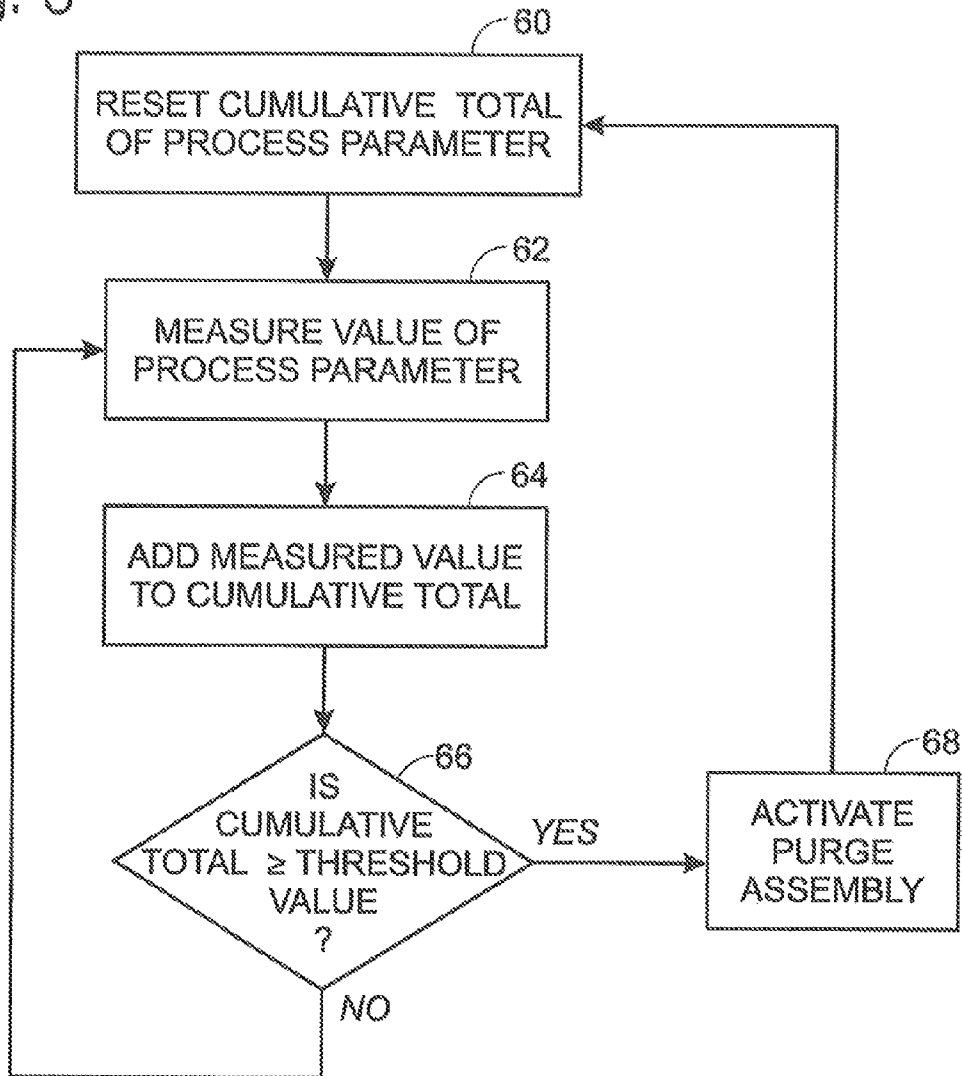 60
RESET CUMULATIVE TOTAL
OF PROCESS PARAMETER
62
MEASURE VALUE OF
PROCESS PARAMETER
64
ADD MEASURED VALUE
TO CUMULATIVE TOTAL
66
IS
CUMULATIVE
TOTAL ≥ THRESHOLD
VALUE
?
YES
NO
68
ACTIVATE
PURGE
ASSEMBLY